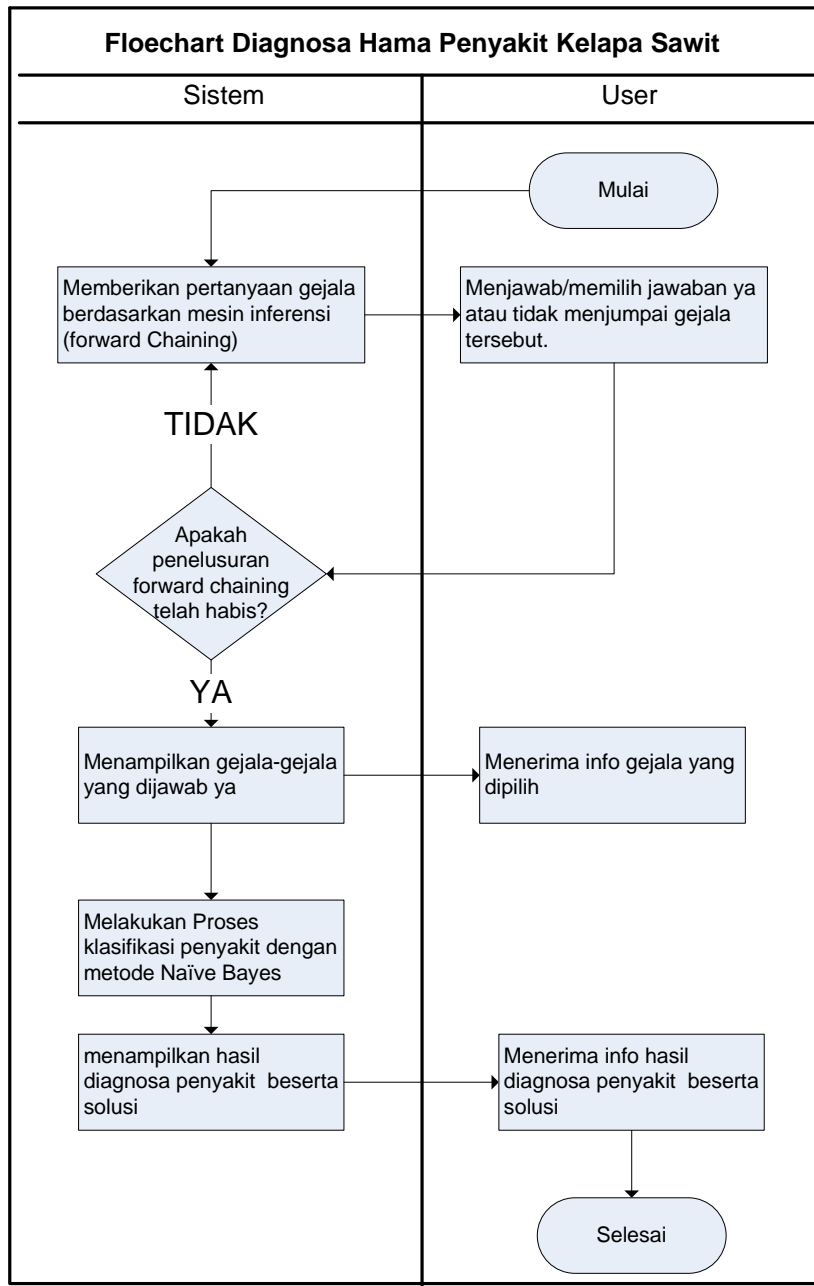 Floechart Diagnosa Hama Penyakit Kelapa Sawit
Sistem
User
Mulai
Memberikan pertanyaan gejala
berdasarkan mesin inferensi
(forward Chaining)
Menjawab/memilih jawaban ya
atau tidak menjumpai gejala
tersebut.
TIDAK
Apakah
penelusuran
forward chaining
telah habis?
YA
Menampilkan gejala-gejala
yang dijawab ya
Menerima info gejala yang
dipilih
Melakukan Proses
klasifikasi penyakit dengan
metode Naïve Bayes
menampilkan hasil
diagnosa penyakit beserta
solusi
Menerima info hasil
diagnosa penyakit beserta
solusi
Selesai